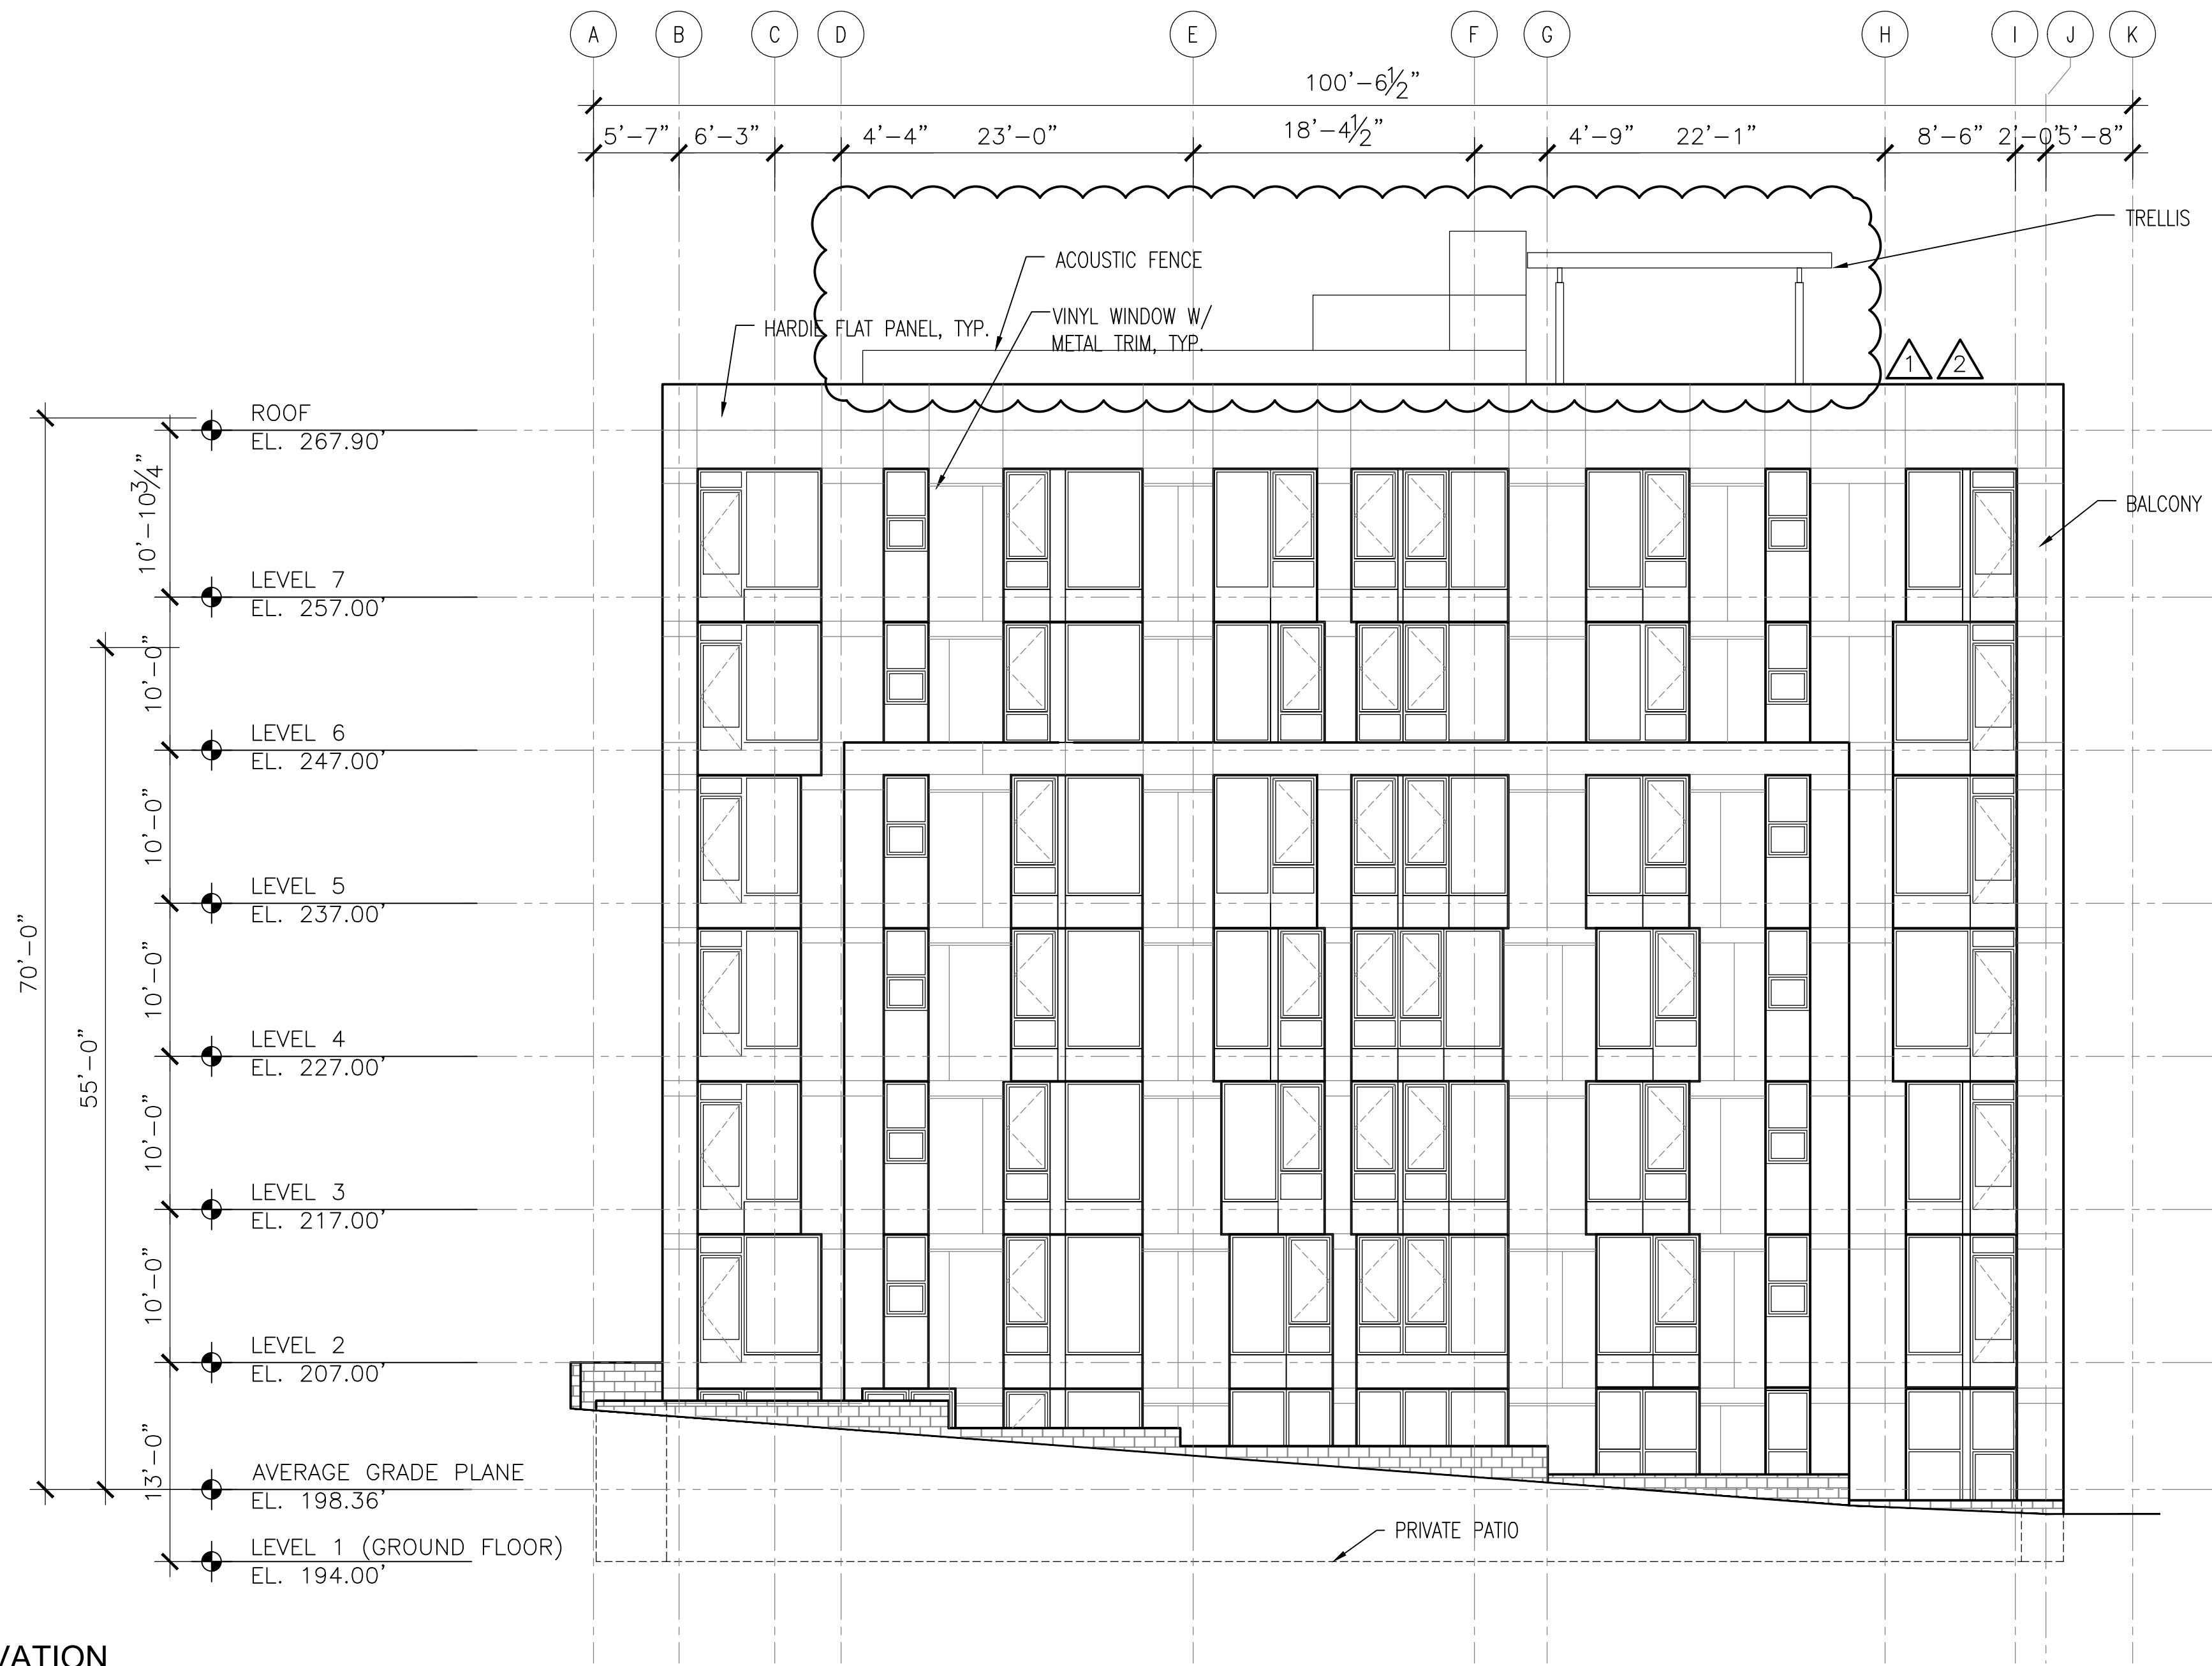 A B C D E F G H I J K
100'-6½"
5'-7" 6'-3" 4'-4" 23'-0" 18'-4½" 4'-9" 22'-1" 8'-6" 2'-0" 5'-8"
TRELLIS
ACOUSTIC FENCE
HARDIE FLAT PANEL, TYP.
VINYL WINDOW W/
METAL TRIM, TYP.
1 2
BALCONY
ROOF
EL. 267.90'
10'-10¾"
LEVEL 7
EL. 257.00'
10'-0"
LEVEL 6
EL. 247.00'
10'-0"
LEVEL 5
EL. 237.00'
70'-0"
10'-0"
LEVEL 4
EL. 227.00'
55'-0"
10'-0"
LEVEL 3
EL. 217.00'
10'-0"
LEVEL 2
EL. 207.00'
13'-0"
AVERAGE GRADE PLANE
EL. 198.36'
LEVEL 1 (GROUND FLOOR)
EL. 194.00'
PRIVATE PATIO
VATION